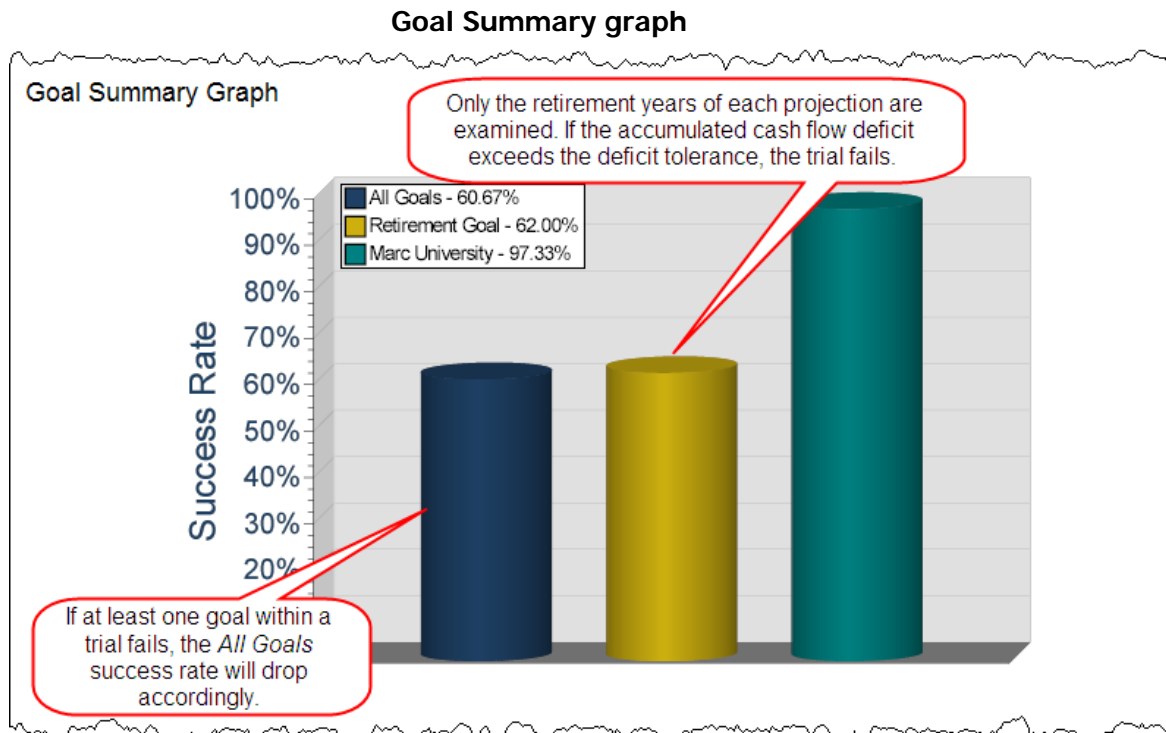 Goal Summary graph
Goal Summary Graph
Only the retirement years of each projection are
examined. If the accumulated cash flow deficit
exceeds the deficit tolerance, the trial fails.
100%
90%
80%
70%
60%
50%
40%
30%
20%
Success Rate
All Goals - 60.67%
Retirement Goal - 62.00%
Marc University - 97.33%
If at least one goal within a
trial fails, the All Goals
success rate will drop
accordingly.